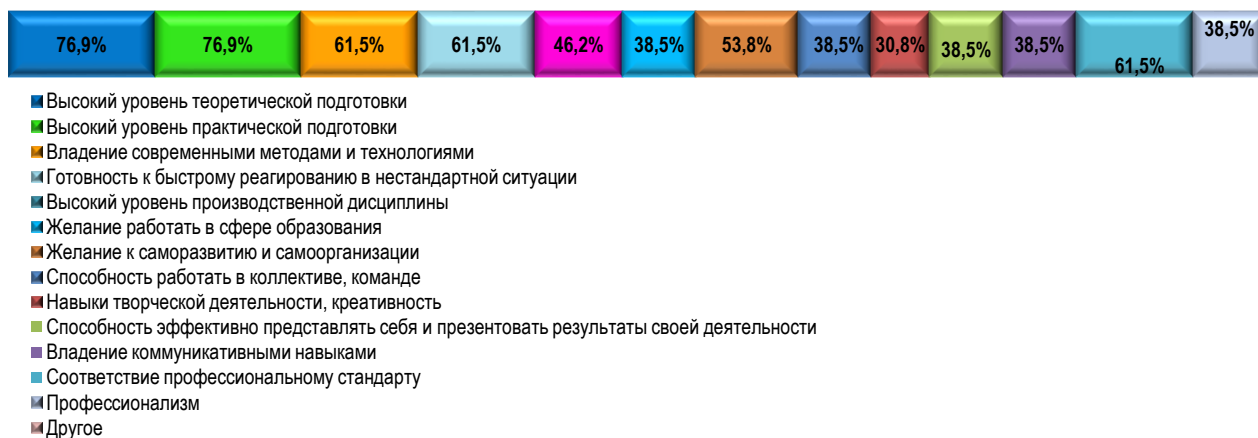 76,9% 76,9% 61,5% 61,5% 46,2% 38,5% 53,8% 38,5% 30,8% 38,5% 38,5% 61,5% 38,5%
Высокий уровень теоретической подготовки
Высокий уровень практической подготовки
Владение современными методами и технологиями
Готовность к быстрому реагированию в нестандартной ситуации
Высокий уровень производственной дисциплины
Желание работать в сфере образования
Желание к саморазвитию и самоорганизации
Способность работать в коллективе, команде
Навыки творческой деятельности, креативность
Способность эффективно представлять себя и презентовать результаты своей деятельности
Владение коммуникативными навыками
Соответствие профессиональному стандарту
Профессионализм
Другое